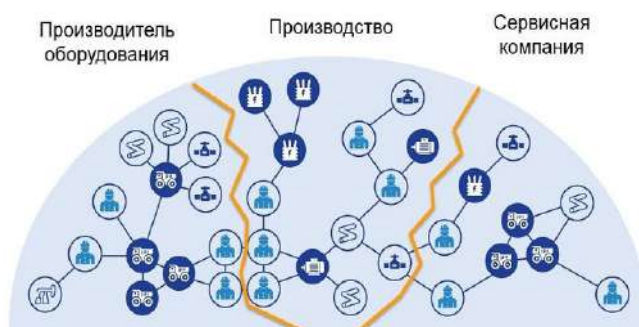 Производитель
оборудования
Производство
Сервисная
компания